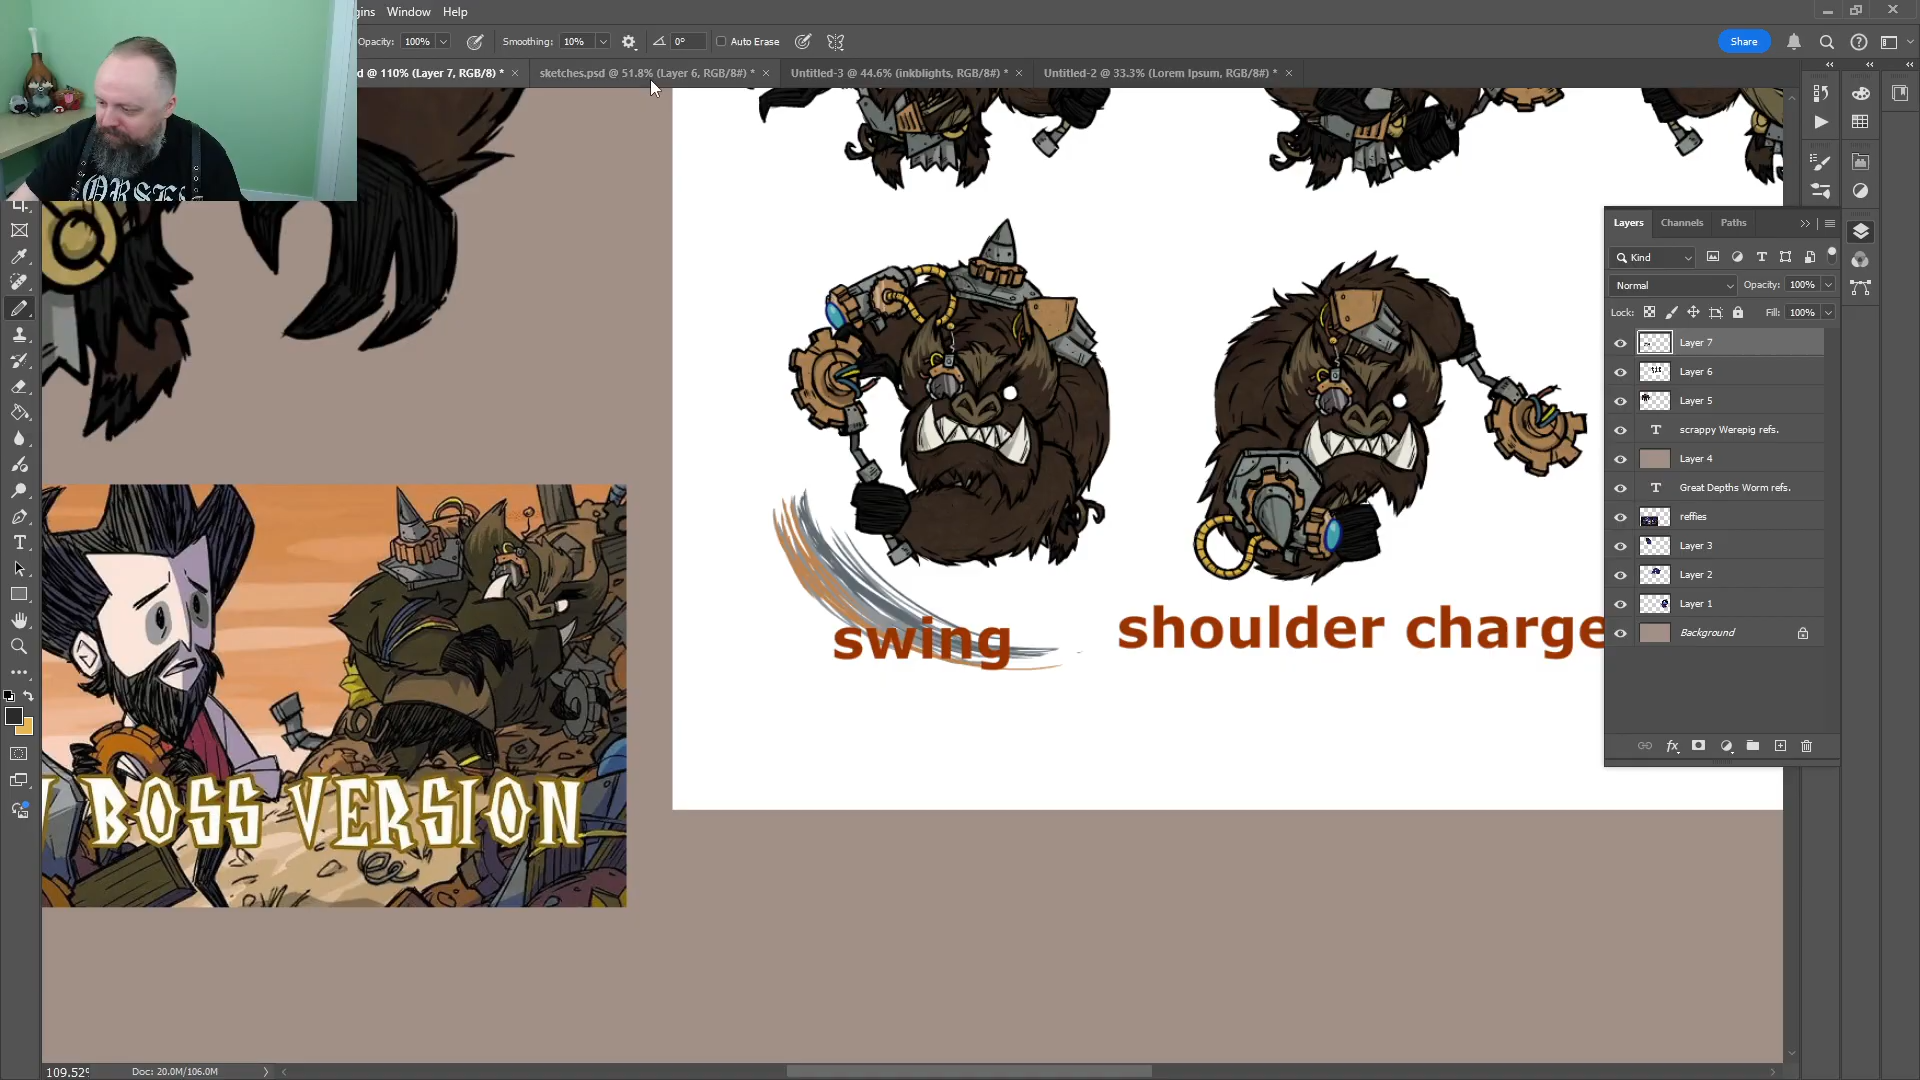 gins Window Help
Opacity: 100% Smoothing: 10% 0° Auto Erase Share
d @ 110% (Layer 7, RGB/8) * × sketches.psd @ 51.8% (Layer 6, RGB/8#) * × Untitled-3 @ 44.6% (inkblights, RGB/8#) * × Untitled-2 @ 33.3% (Lorem Ipsum, RGB/8#) * ×
Layers Channels Paths
Kind
Normal Opacity: 100%
Lock: Fill: 100%
Layer 7
Layer 6
Layer 5
T scrappy Werepig refs.
Layer 4
T Great Depths Worm refs.
reffies
Layer 3
Layer 2
Layer 1
Background
swing
shoulder charge
BOSS VERSION
109.52% Doc: 20.0M/106.0M